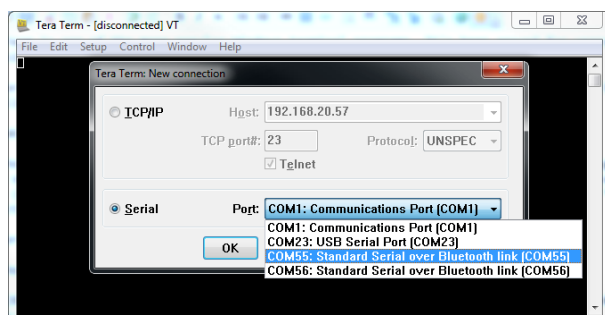 Tera Term - [disconnected] VT
File Edit Setup Control Window Help
Tera Term: New connection
TCP/IP
Host: 192.168.20.57
TCP port#: 23 Protocol: UNSPEC
Telnet
Serial
Port: COM1: Communications Port (COM1)
COM1: Communications Port (COM1)
COM23: USB Serial Port (COM23)
COM55: Standard Serial over Bluetooth link (COM55)
COM56: Standard Serial over Bluetooth link (COM56)
OK